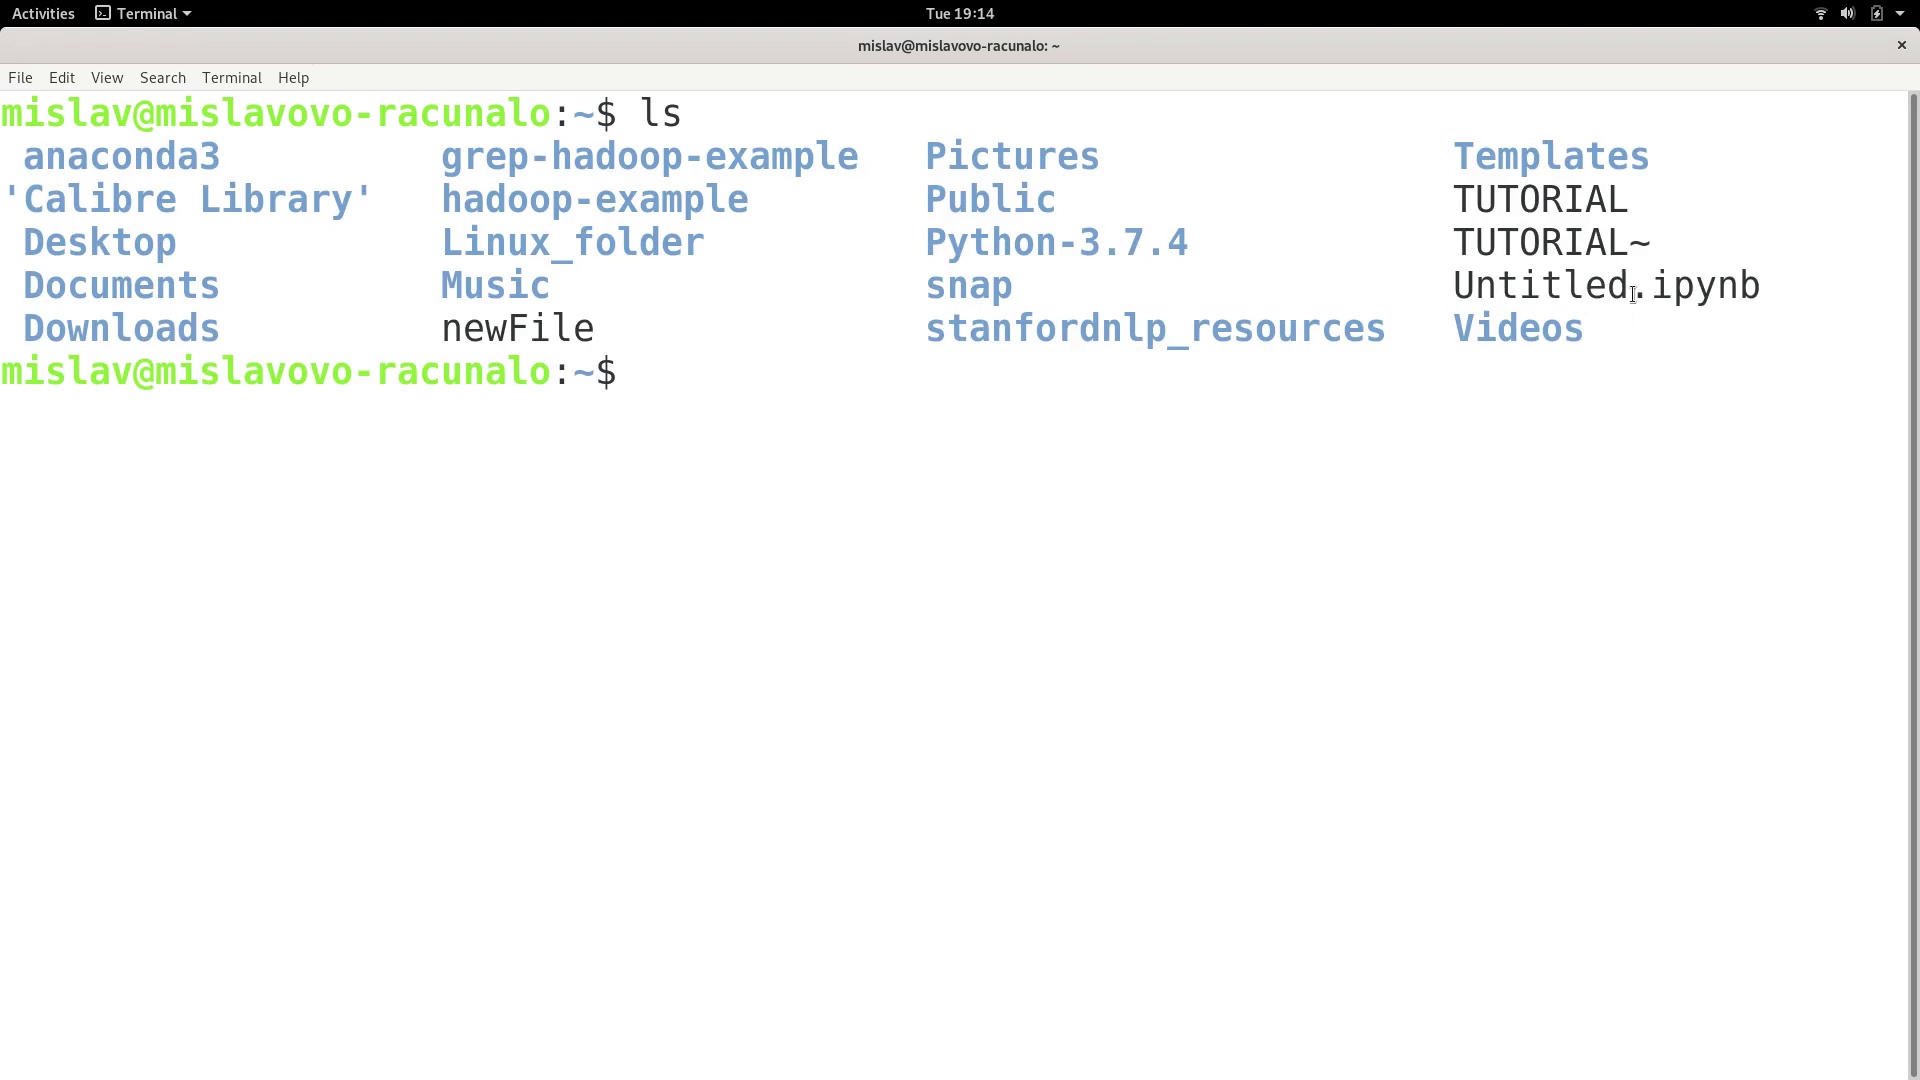 Activities Terminal Tue 19:14
mislav@mislavovo-racunalo: ~ ×
File Edit View Search Terminal Help
mislav@mislavovo-racunalo:~$ ls
anaconda3 grep-hadoop-example Pictures Templates
'Calibre Library' hadoop-example Public TUTORIAL
Desktop Linux_folder Python-3.7.4 TUTORIAL~
Documents Music snap Untitled.ipynb
Downloads newFile stanfordnlp_resources Videos
mislav@mislavovo-racunalo:~$